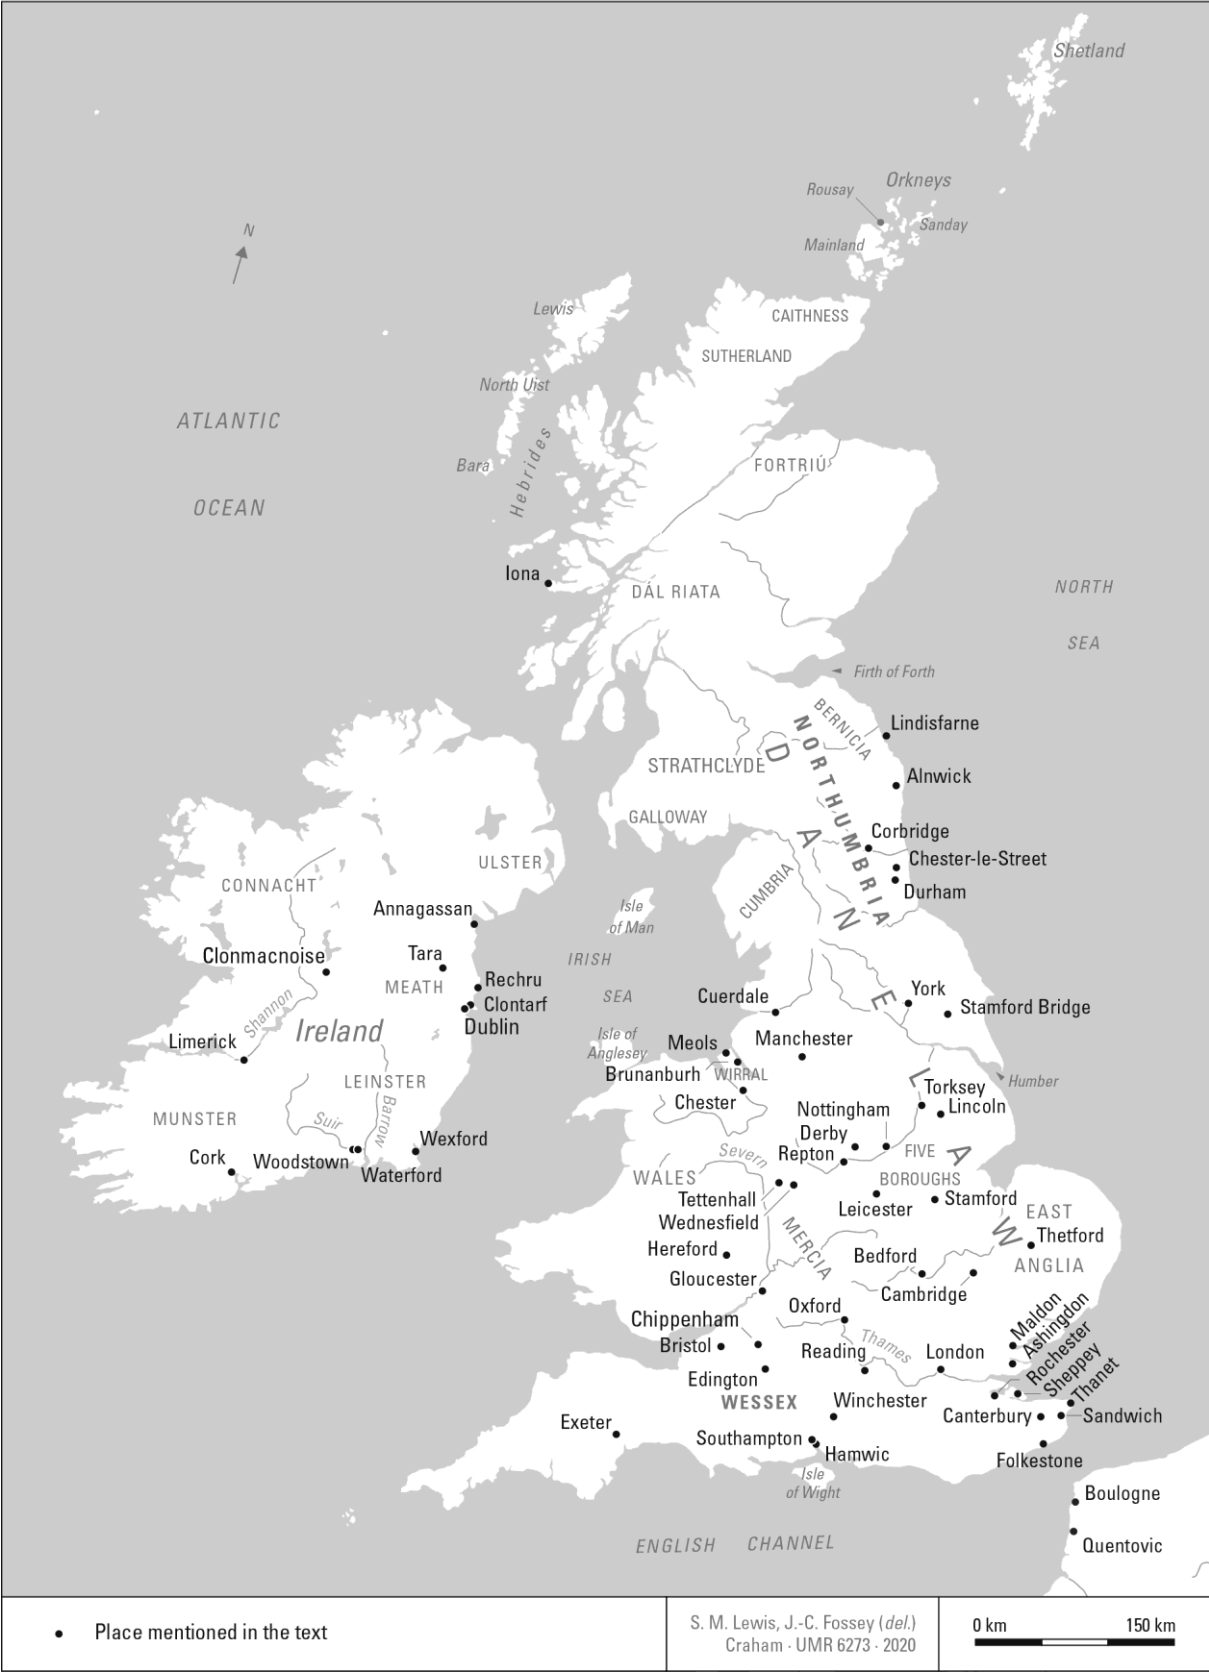 Shetland
Orkneys
Rousay
Sanday
Mainland
N
Lewis
CAITHNESS
SUTHERLAND
North Uist
ATLANTIC
OCEAN
Bara
Hebrides
FORTRIÚ
Iona
DÁL RIATA
NORTH
SEA
Firth of Forth
BERNICIA
Lindisfarne
NORTHUMBRIA
DANELAW
STRATHCLYDE
Alnwick
GALLOWAY
Corbridge
Chester-le-Street
Durham
CUMBRIA
ULSTER
CONNACHT
Annagassan
Isle
of Man
Clonmacnoise
Tara
IRISH
SEA
MEATH
Rechru
Clontarf
Dublin
Shannon
Ireland
Limerick
LEINSTER
MUNSTER
Suir
Barrow
Wexford
Cork
Woodstown
Waterford
Cuerdale
York
Stamford Bridge
Isle of
Anglesey
Meols
Manchester
Brunanburh
WIRRAL
Chester
Humber
Torksey
Lincoln
Nottingham
Derby
Repton
FIVE
BOROUGHS
Severn
WALES
Tettenhall
Wednesfield
Leicester
Stamford
EAST
ANGLIA
Thetford
MERCIA
Hereford
Bedford
Gloucester
Cambridge
Chippenham
Oxford
Bristol
Reading
Thames
London
Maldon
Ashingdon
Rochester
Sheppey
Thanet
Edington
WESSEX
Winchester
Canterbury
Sandwich
Exeter
Southampton
Hamwic
Folkestone
Isle
of Wight
Boulogne
Quentovic
ENGLISH CHANNEL
Place mentioned in the text
S. M. Lewis, J.-C. Fossey (del.)
Craham · UMR 6273 · 2020
0 km 150 km